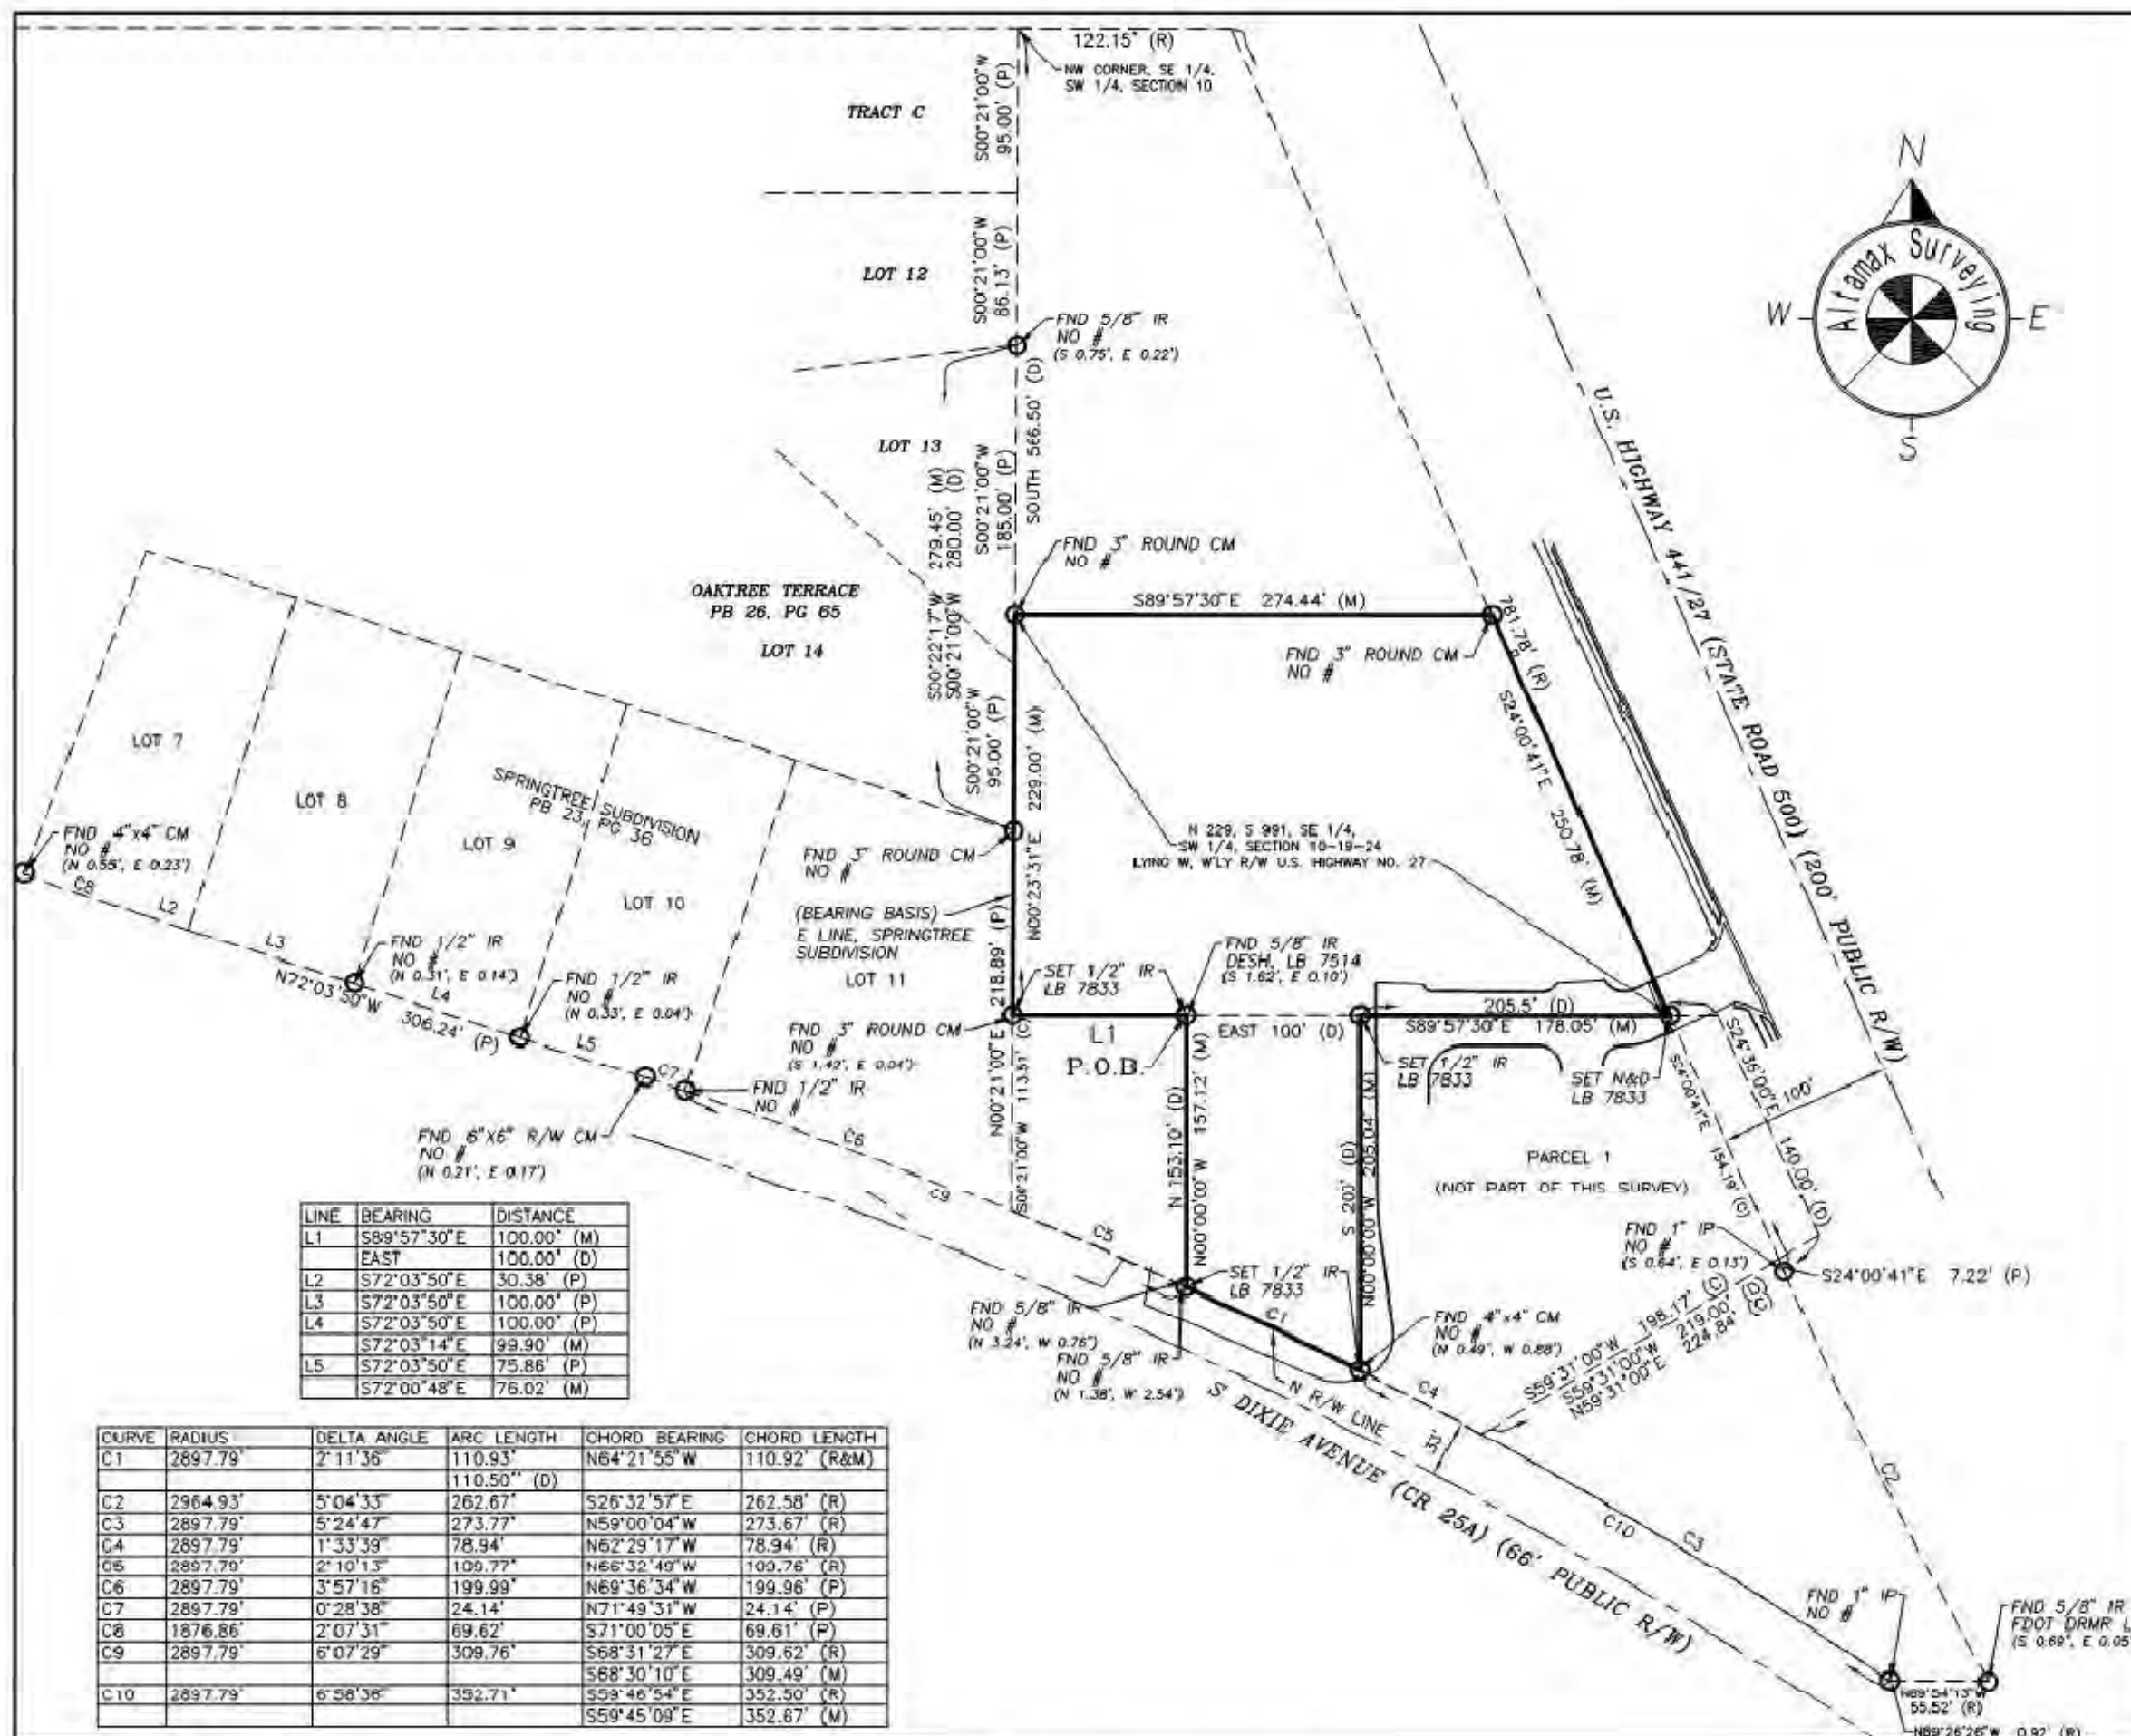 122.15' (R)
NW CORNER, SE 1/4,
SW 1/4, SECTION 10
S00°21'00"W
95.00' (P)
TRACT C
N
Altamax Surveying
W
E
S
LOT 12
S00°21'00"W
86.13' (P)
FND 5/8" IR
NO #
(S 0.75', E 0.22')
SOUTH 566.50' (D)
LOT 13
S00°21'00"W
185.00' (P)
S00°22'17"W 279.45' (M)
S00°21'00"W 280.00' (D)
U.S. HIGHWAY 441/27 (STATE ROAD 500) (200' PUBLIC R/W)
FND 3" ROUND CM
NO #
OAKTREE TERRACE
PB 26, PG 65
LOT 14
S89°57'30"E 274.44' (M)
781.78' (R)
FND 3" ROUND CM
NO #
S24°00'41"E 250.78' (M)
S00°21'00"W
95.00' (P)
N00°23'31"E 229.00' (M)
LOT 7
LOT 8
SPRINGTREE SUBDIVISION
PB 23, PG 36
LOT 9
LOT 10
FND 4"x4" CM
NO #
(N 0.55', E 0.23')
C8
L2
L3
N72°03'50"W 306.24' (P)
FND 1/2" IR
NO #
(N 0.31', E 0.14')
L4
FND 1/2" IR
NO #
(N 0.33', E 0.04')
L5
C7
FND 3" ROUND CM
NO #
N 229, S 991, SE 1/4,
SW 1/4, SECTION 10-19-24
LYING W, W'LY R/W U.S. HIGHWAY NO. 27
(BEARING BASIS)
E LINE, SPRINGTREE
SUBDIVISION
LOT 11
N00°21'00"E 218.89' (P)
SET 1/2" IR
LB 7833
FND 5/8" IR
DESH, LB 7514
(S 1.62', E 0.10')
FND 3" ROUND CM
NO #
(S 1.42', E 0.04')
L1
P.O.B.
EAST 100' (D)
205.5' (D)
S89°57'30"E 178.05' (M)
SET 1/2" IR
LB 7833
SET N&D
LB 7833
S24°36'00"E 140.00' (D)
S24°00'41"E 154.19' (C)
100'
FND 1/2" IR
NO #
FND 6"X6" R/W CM
NO #
(N 0.21', E 0.17')
C6
C9
S00°21'00"W 113.51' (C)
C5
N 153.10' (D)
N00°00'00"W 157.12' (M)
S 200' (D)
N00°00'00"W 205.04' (M)
PARCEL 1
(NOT PART OF THIS SURVEY)
FND 1" IP
NO #
(S 0.64', E 0.13')
S24°00'41"E 7.22' (P)
SET 1/2" IR
LB 7833
FND 5/8" IR
NO #
(N 3.24', W 0.76')
FND 5/8" IR
NO #
(N 1.38', W 2.54')
C1
FND 4"x4" CM
NO #
(N 0.49', W 0.88')
S59°31'00"W 198.17' (C)
S59°31'00"W 219.00' (D)
N59°31'00"E 224.84' (C)
C4
N R/W LINE
S DIXIE AVENUE (CR 25A) (66' PUBLIC R/W)
C10
C3
C2
FND 1" IP
NO #
FND 5/8" IR
FDOT DRMR L
(S 0.69', E 0.05
N89°54'13"W
55.52' (R)
N89°26'26"W 0.92' (R)
LINE BEARING DISTANCE
L1 S89°57'30"E 100.00' (M)
EAST 100.00' (D)
L2 S72°03'50"E 30.38' (P)
L3 S72°03'50"E 100.00' (P)
L4 S72°03'50"E 100.00' (P)
S72°03'14"E 99.90' (M)
L5 S72°03'50"E 75.86' (P)
S72°00'48"E 76.02' (M)
CURVE RADIUS DELTA ANGLE ARC LENGTH CHORD BEARING CHORD LENGTH
C1 2897.79' 2°11'36" 110.93' N64°21'55"W 110.92' (R&M)
110.50'' (D)
C2 2964.93' 5°04'33" 262.67' S26°32'57"E 262.58' (R)
C3 2897.79' 5°24'47" 273.77' N59°00'04"W 273.67' (R)
C4 2897.79' 1°33'39" 78.94' N62°29'17"W 78.94' (R)
C5 2897.79' 2°10'13" 109.77' N66°32'49"W 109.76' (R)
C6 2897.79' 3°57'16" 199.99' N69°36'34"W 199.96' (P)
C7 2897.79' 0°28'38" 24.14' N71°49'31"W 24.14' (P)
C8 1876.86' 2°07'31" 69.62' S71°00'05"E 69.61' (P)
C9 2897.79' 6°07'29" 309.76' S68°31'27"E 309.62' (R)
S68°30'10"E 309.49' (M)
C10 2897.79' 6°58'36" 352.71' S59°46'54"E 352.50' (R)
S59°45'09"E 352.67' (M)